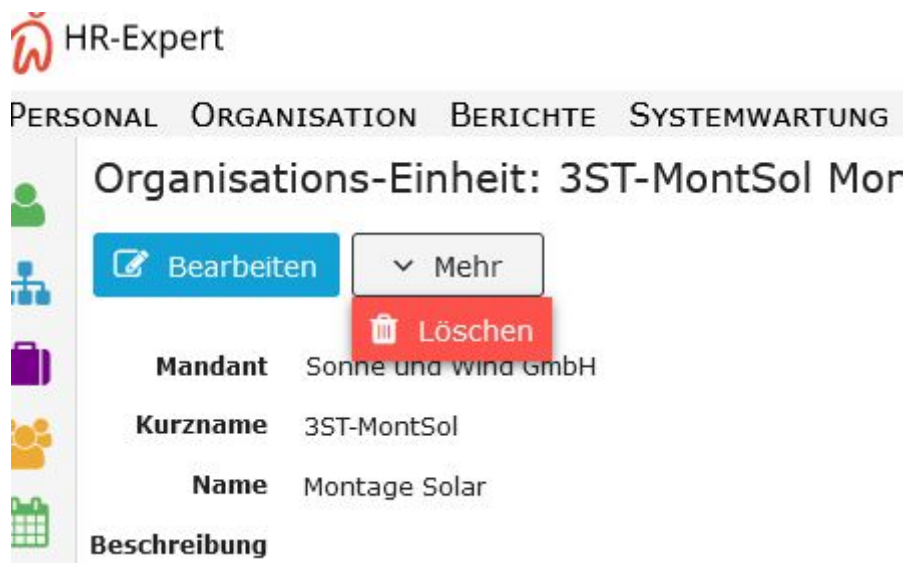 HR-Expert
PERSONAL ORGANISATION BERICHTE SYSTEMWARTUNG
Organisations-Einheit: 3ST-MontSol
Bearbeiten Mehr
Löschen
Mandant Sonne und Wind GmbH
Kurzname 3ST-MontSol
Name Montage Solar
Beschreibung